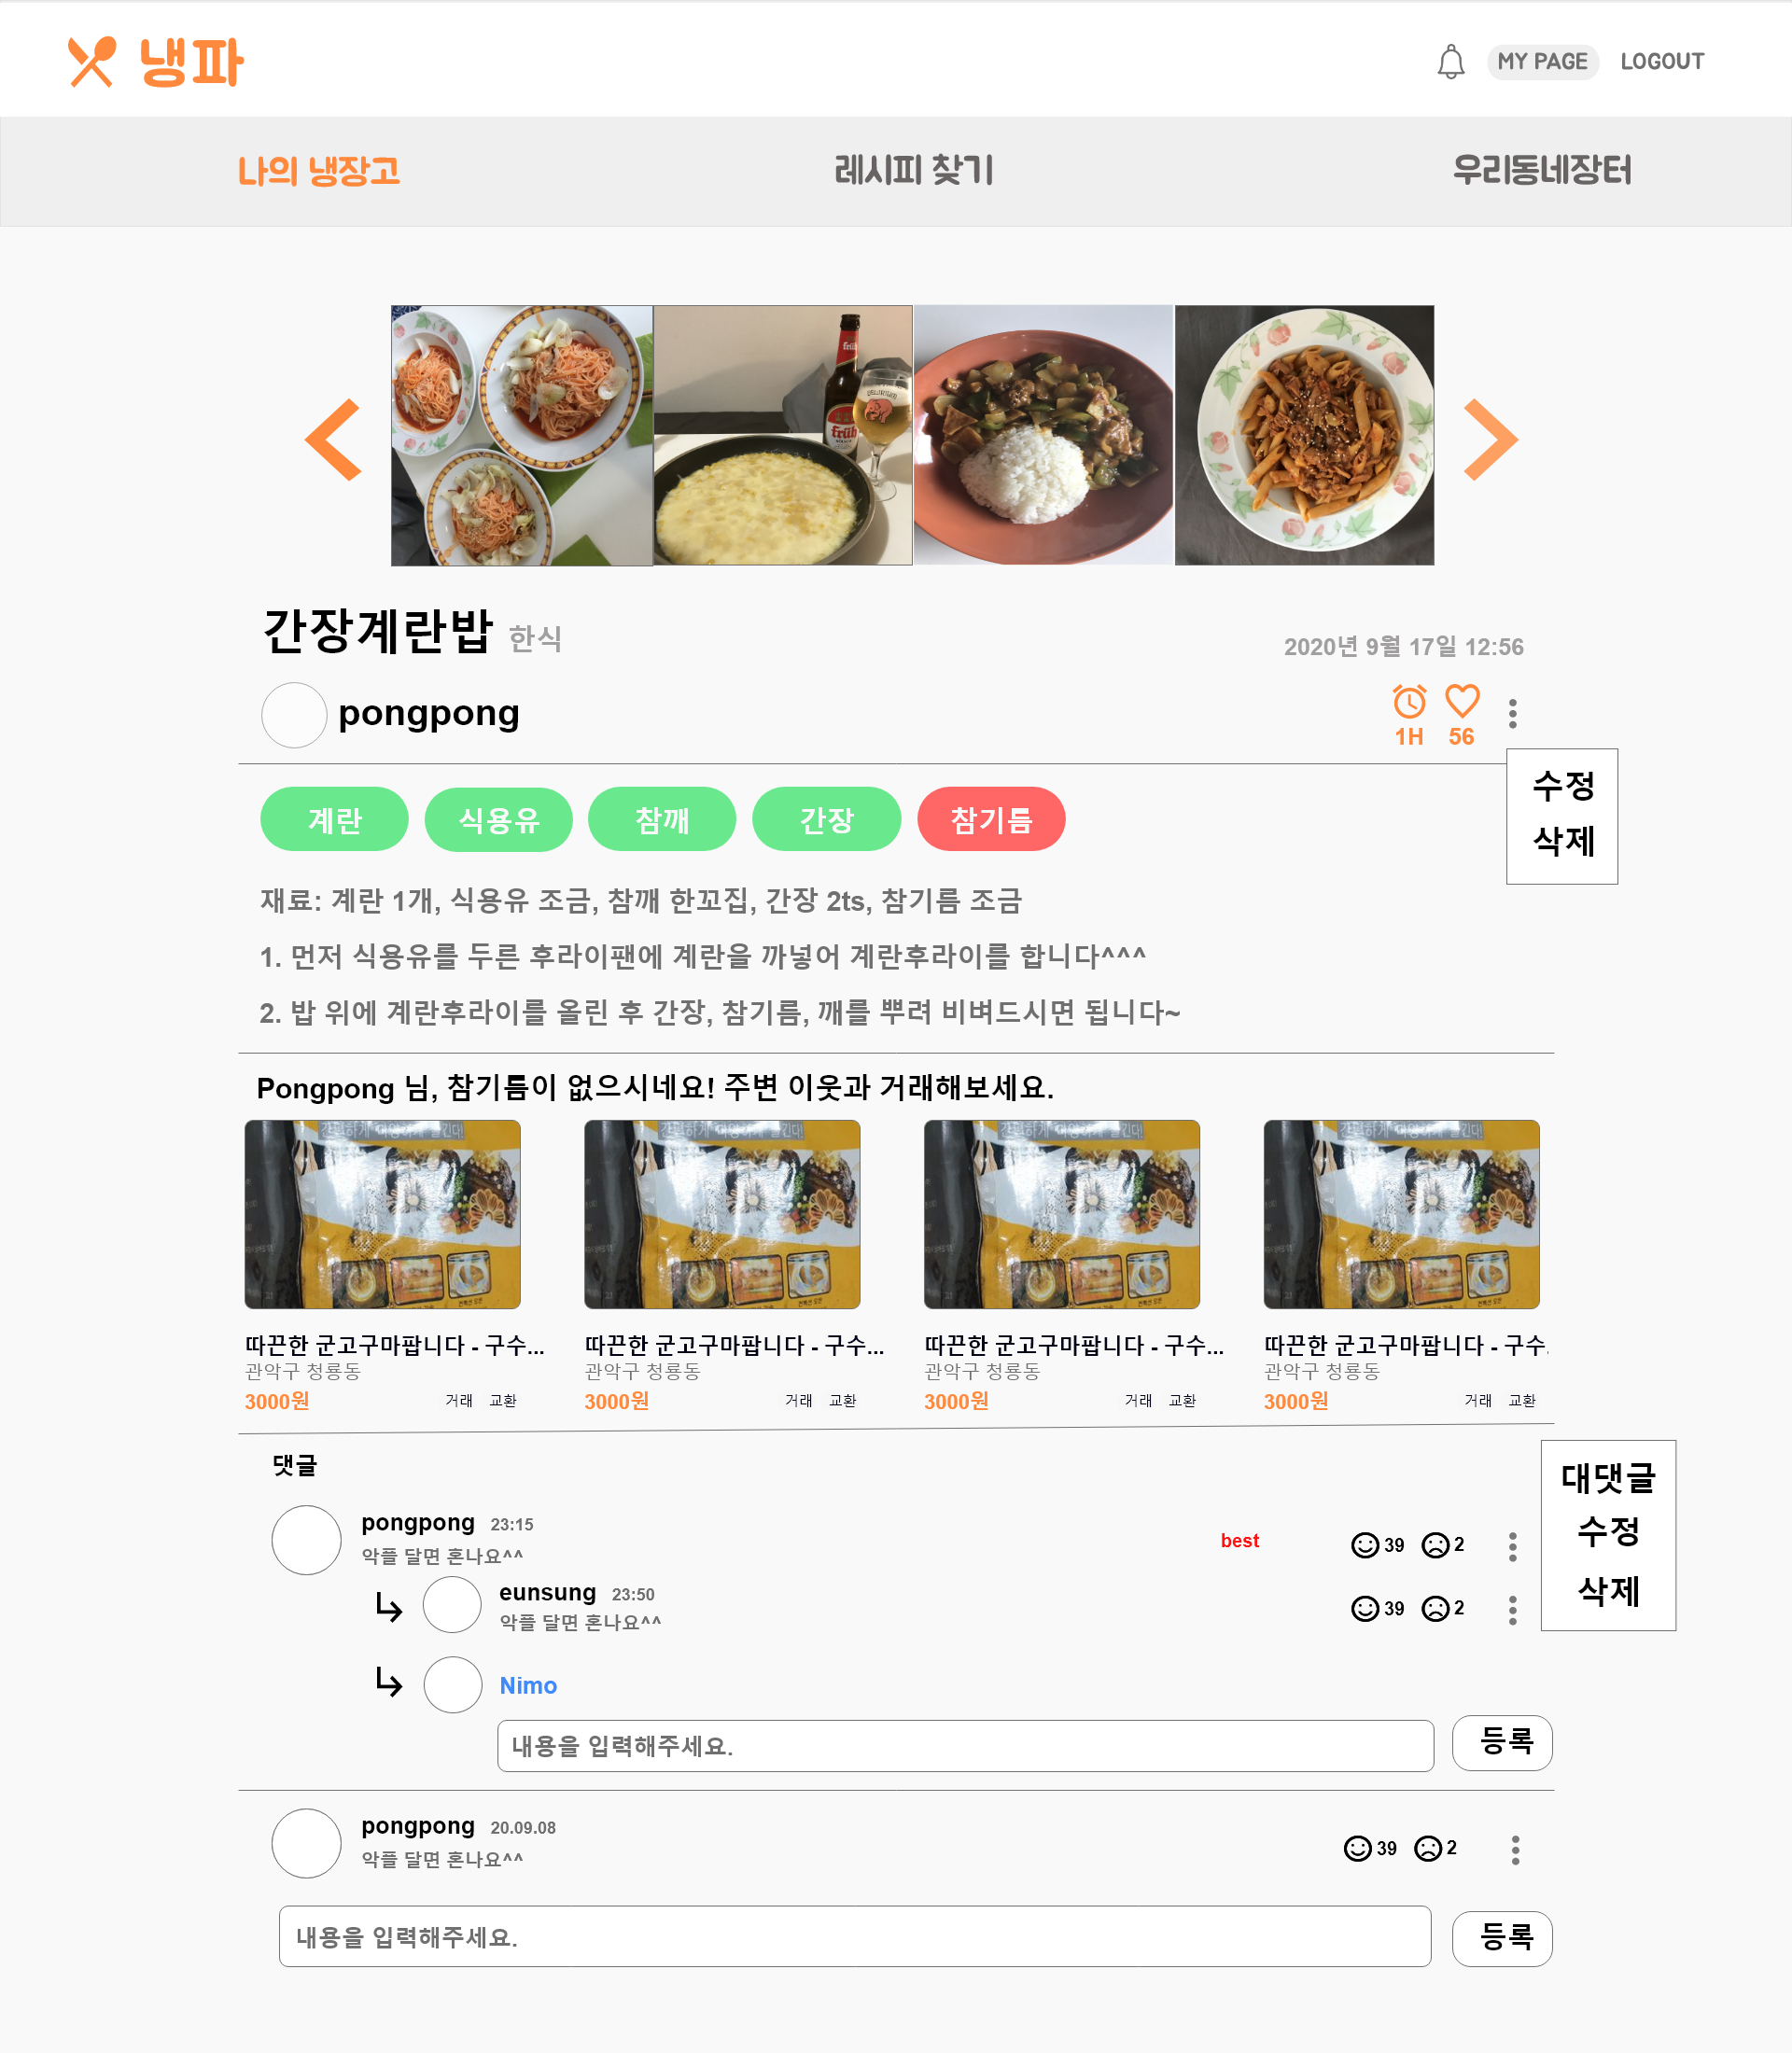 냉파
MY PAGE LOGOUT
나의 냉장고 레시피 찾기 우리동네장터
früh
früh
간장계란밥 한식
2020년 9월 17일 12:56
pongpong
1H 56
수정
삭제
계란 식용유 참깨 간장 참기름
재료: 계란 1개, 식용유 조금, 참깨 한꼬집, 간장 2ts, 참기름 조금
1. 먼저 식용유를 두른 후라이팬에 계란을 까넣어 계란후라이를 합니다^^^
2. 밥 위에 계란후라이를 올린 후 간장, 참기름, 깨를 뿌려 비벼드시면 됩니다~
Pongpong 님, 참기름이 없으시네요! 주변 이웃과 거래해보세요.
따끈한 군고구마팝니다 - 구수... 따끈한 군고구마팝니다 - 구수... 따끈한 군고구마팝니다 - 구수... 따끈한 군고구마팝니다 - 구수.
관악구 청룡동 관악구 청룡동 관악구 청룡동 관악구 청룡동
3000원 거래 교환 3000원 거래 교환 3000원 거래 교환 3000원 거래 교환
댓글
대댓글
수정
삭제
pongpong 23:15
악플 달면 혼나요^^
best 39 2
eunsung 23:50
악플 달면 혼나요^^
39 2
Nimo
내용을 입력해주세요. 등록
pongpong 20.09.08
악플 달면 혼나요^^
39 2
내용을 입력해주세요. 등록